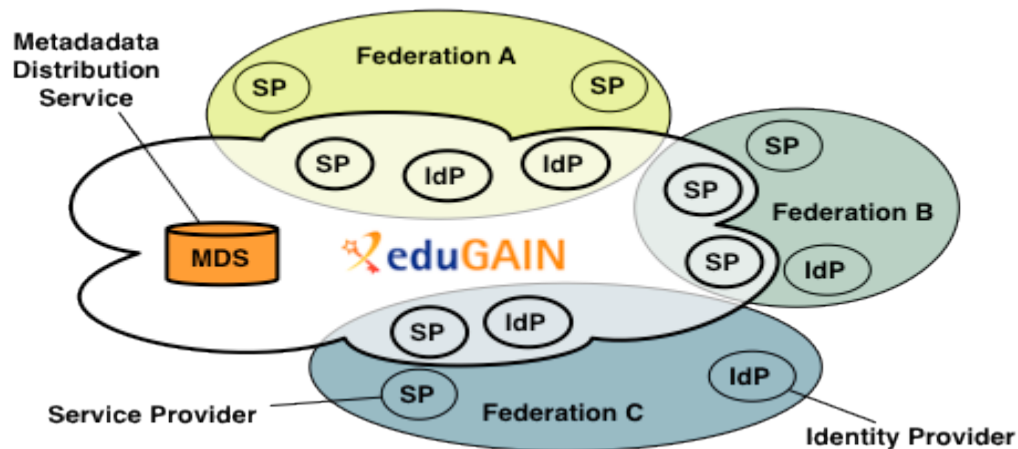 Metadadata
Distribution
Service
Federation A
SP
SP
SP
IdP
IdP
SP
SP
Federation B
SP
IdP
MDS
eduGAIN
SP
IdP
SP
IdP
Federation C
Service Provider
Identity Provider